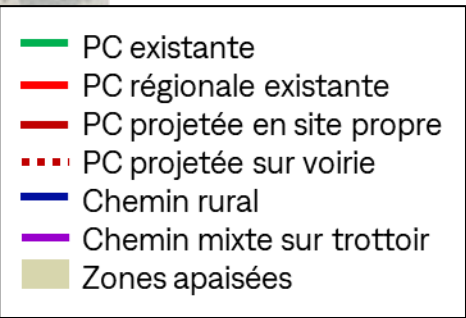 PC existante
PC régionale existante
PC projetée en site propre
PC projetée sur voirie
Chemin rural
Chemin mixte sur trottoir
Zones apaisées